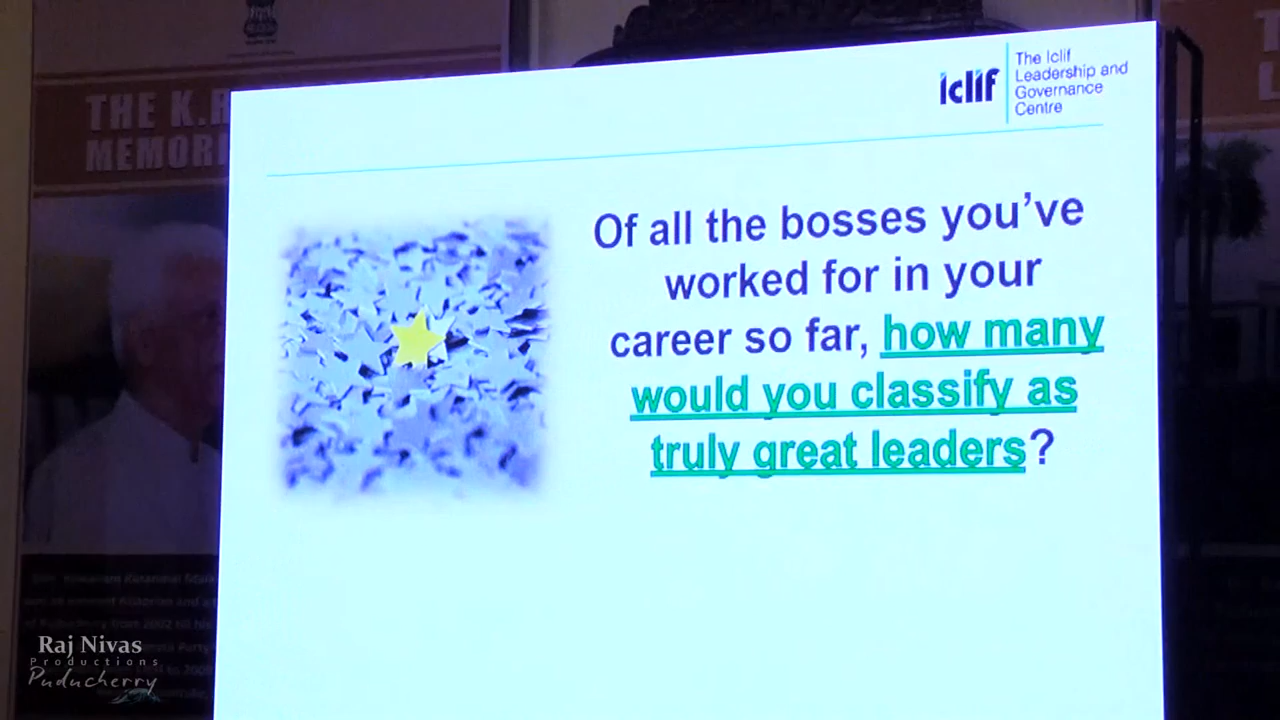 THE K.R
MEMORI
iclif
The Iclif
Leadership and
Governance
Centre
Of all the bosses you've
worked for in your
career so far, how many
would you classify as
truly great leaders?
Raj Nivas
Productions
Puducherry